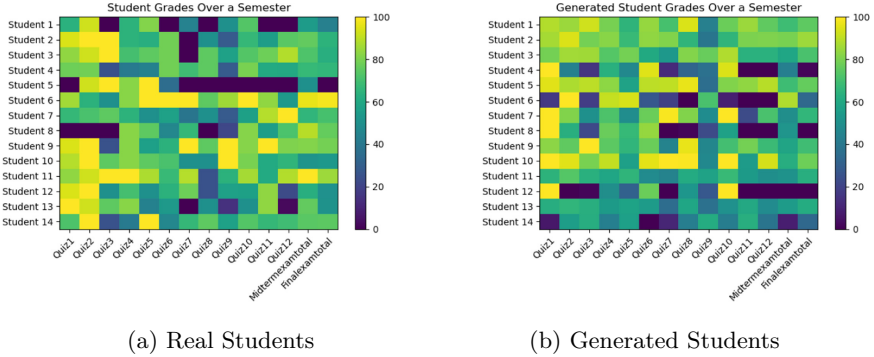 Student Grades Over a Semester
Student 1
Student 2
Student 3
Student 4
Student 5
Student 6
Student 7
Student 8
Student 9
Student 10
Student 11
Student 12
Student 13
Student 14
Quiz1
Quiz2
Quiz3
Quiz4
Quiz5
Quiz6
Quiz7
Quiz8
Quiz9
Quiz10
Quiz11
Quiz12
Midtermexamtotal
Finalexamtotal
100
80
60
40
20
0
(a) Real Students
Generated Student Grades Over a Semester
Student 1
Student 2
Student 3
Student 4
Student 5
Student 6
Student 7
Student 8
Student 9
Student 10
Student 11
Student 12
Student 13
Student 14
Quiz1
Quiz2
Quiz3
Quiz4
Quiz5
Quiz6
Quiz7
Quiz8
Quiz9
Quiz10
Quiz11
Quiz12
Midtermexamtotal
Finalexamtotal
100
80
60
40
20
0
(b) Generated Students